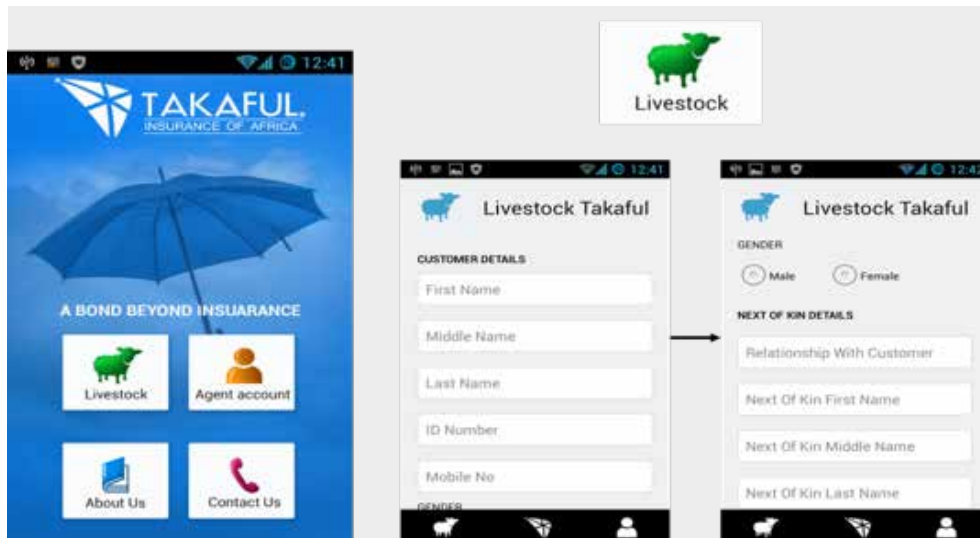 12:41
TAKAFUL.
INSURANCE OF AFRICA
A BOND BEYOND INSUARANCE
Livestock
Agent account
About Us
Contact Us
Livestock
12:41
Livestock Takaful
CUSTOMER DETAILS
First Name
Middle Name
Last Name
ID Number
Mobile No
GENDER
12:42
Livestock Takaful
GENDER
Male
Female
NEXT OF KIN DETAILS
Relationship With Customer
Next Of Kin First Name
Next Of Kin Middle Name
Next Of Kin Last Name